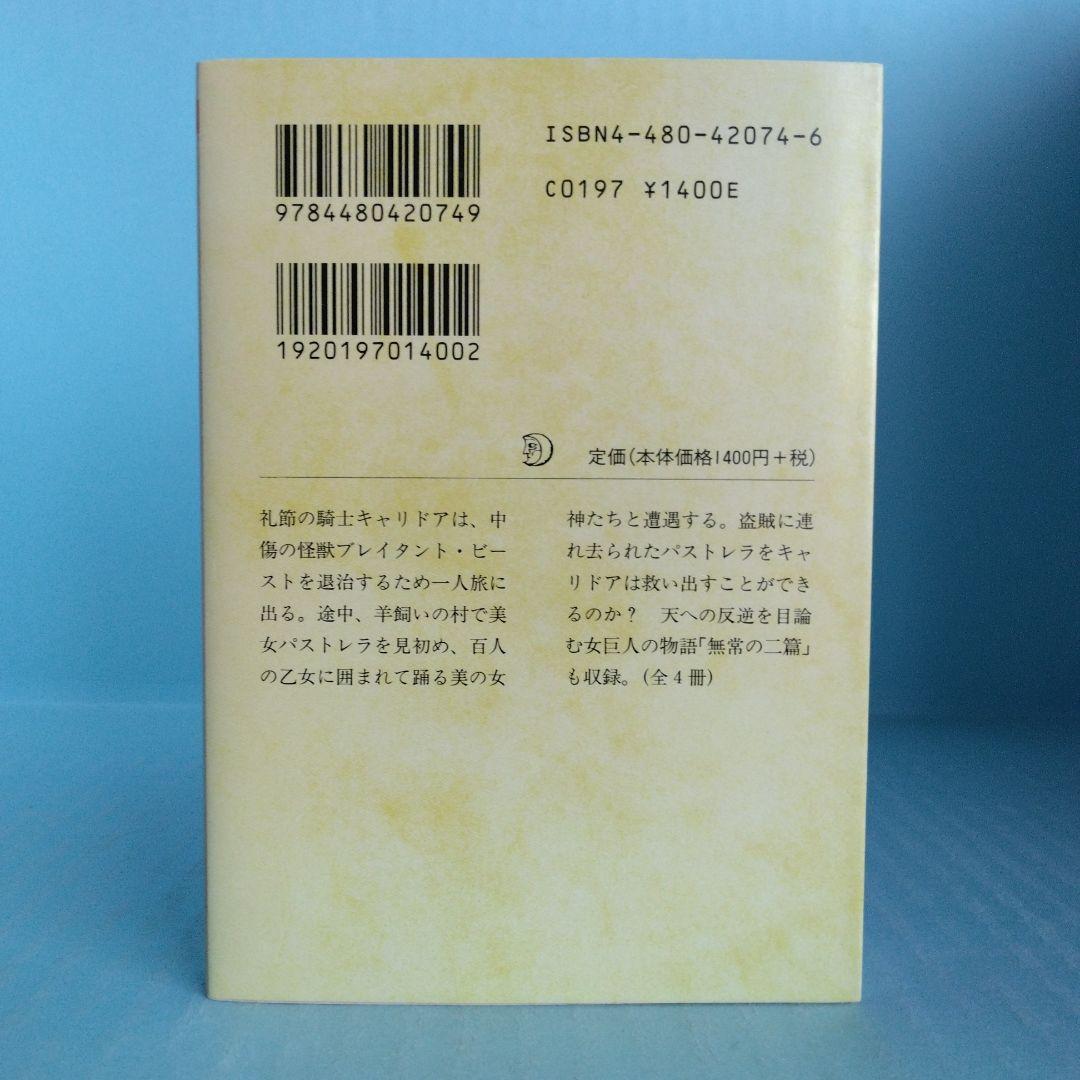 ISBN4-480-42074-6
C0197 ¥1400E
9784480420749
1920197014002
定価(本体価格1400円+税)
礼節の騎士キャリドアは、中
傷の怪獣ブレイタント・ビー
ストを退治するため一人旅に
出る。途中、羊飼いの村で美
女パストレラを見初め、百人
の乙女に囲まれて踊る美の女
神たちと遭遇する。盗賊に連
れ去られたパストレラをキャ
リドアは救い出すことができ
るのか?　天への反逆を目論
む女巨人の物語「無常の二篇」
も収録。(全4冊)